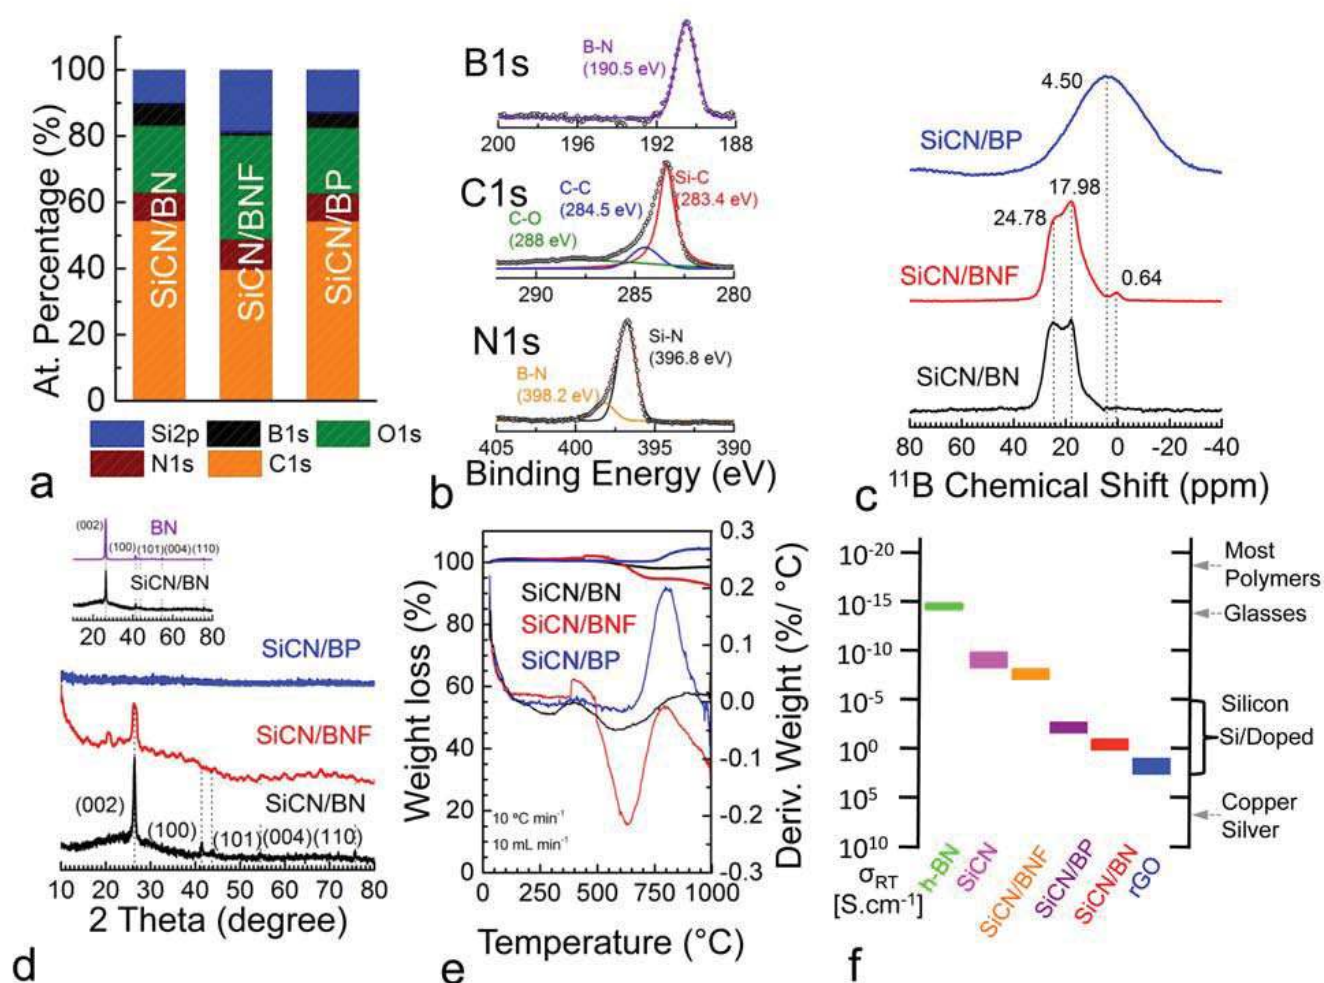 100
80
60
40
20
0
At. Percentage (%)
SiCN/BN
SiCN/BNF
SiCN/BP
Si2p
B1s
O1s
N1s
C1s
a
B1s
B-N
(190.5 eV)
200
196
192
188
C1s
C-C
(284.5 eV)
Si-C
(283.4 eV)
C-O
(288 eV)
290
285
280
N1s
Si-N
(396.8 eV)
B-N
(398.2 eV)
405
400
395
390
Binding Energy (eV)
b
4.50
SiCN/BP
17.98
24.78
SiCN/BNF
0.64
SiCN/BN
80
60
40
20
0
-20
-40
¹¹B Chemical Shift (ppm)
c
(002)
BN
(100)
(101)
(004)
(110)
SiCN/BN
20
40
60
80
SiCN/BP
SiCN/BNF
SiCN/BN
(002)
(100)
(101)
(004)
(110)
10
20
30
40
50
60
70
80
2 Theta (degree)
d
100
80
60
40
20
0
Weight loss (%)
SiCN/BN
SiCN/BNF
SiCN/BP
10 ºC min⁻¹
10 mL min⁻¹
0.3
0.2
0.1
0.0
-0.1
-0.2
-0.3
Deriv. Weight (%/ °C)
0
250
500
750
1000
Temperature (°C)
e
10⁻²⁰
10⁻¹⁵
10⁻¹⁰
10⁻⁵
10⁰
10⁵
10¹⁰
Most
Polymers
Glasses
Silicon
Si/Doped
Copper
Silver
σRT
[S.cm⁻¹]
h-BN
SiCN
SiCN/BNF
SiCN/BP
SiCN/BN
rGO
f